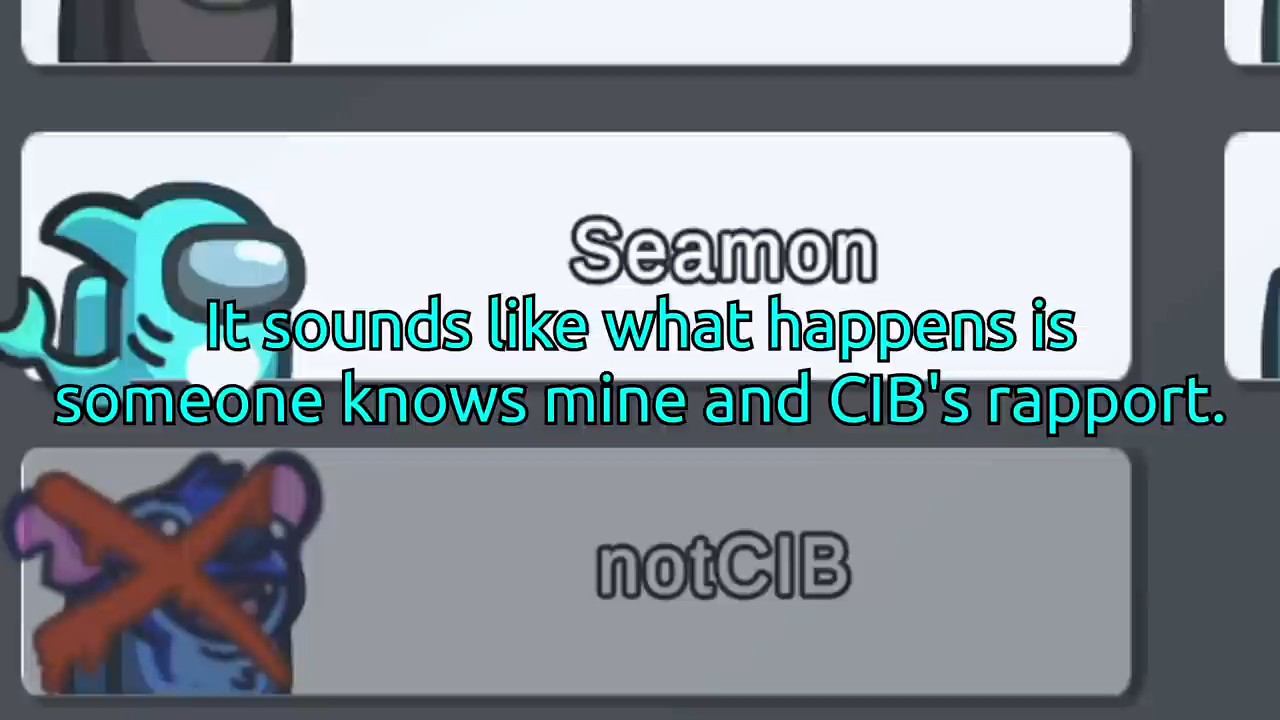 Seamon
It sounds like what happens is
someone knows mine and CIB's rapport.
notCIB